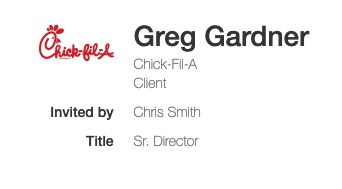 Chick-fil-A
Greg Gardner
Chick-Fil-A
Client
Invited by Chris Smith
Title Sr. Director